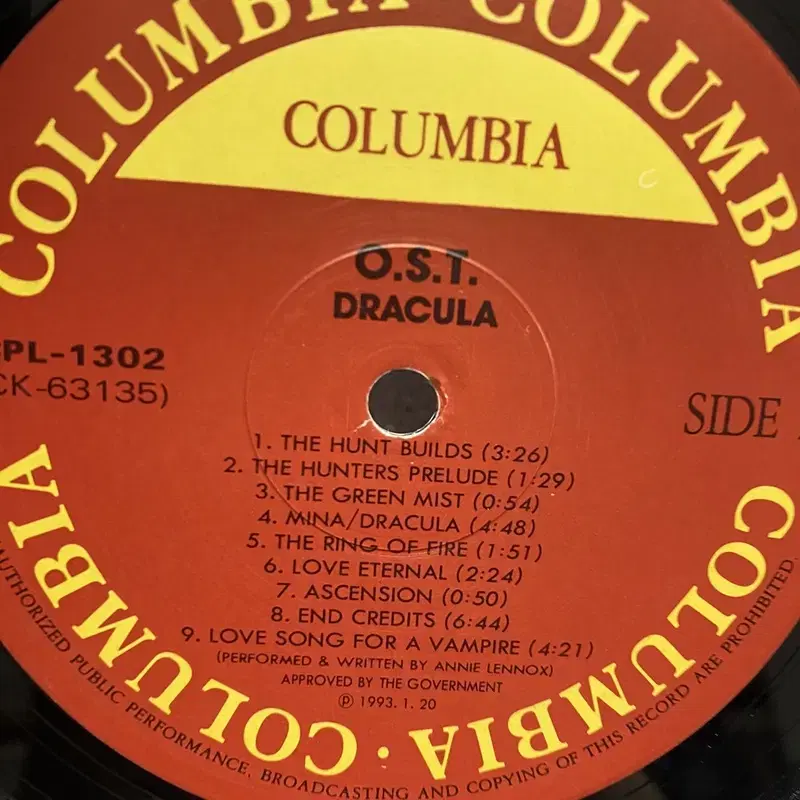 COLUMBIA COLUMBIA
COLUMBIA
O.S.T.
DRACULA
PL-1302
CK-63135)
SIDE
1. THE HUNT BUILDS (3:26)
2. THE HUNTERS PRELUDE (1:29)
3. THE GREEN MIST (0:54)
4. MINA/DRACULA (4:48)
5. THE RING OF FIRE (1:51)
6. LOVE ETERNAL (2:24)
7. ASCENSION (0:50)
8. END CREDITS (6:44)
9. LOVE SONG FOR A VAMPIRE (4:21)
(PERFORMED & WRITTEN BY ANNIE LENNOX)
APPROVED BY THE GOVERNMENT
℗ 1993. 1. 20
COLUMBIA · COLUMBIA
AUTHORIZED PUBLIC PERFORMANCE, BROADCASTING AND COPYING OF THIS RECORD ARE PROHIBITED.